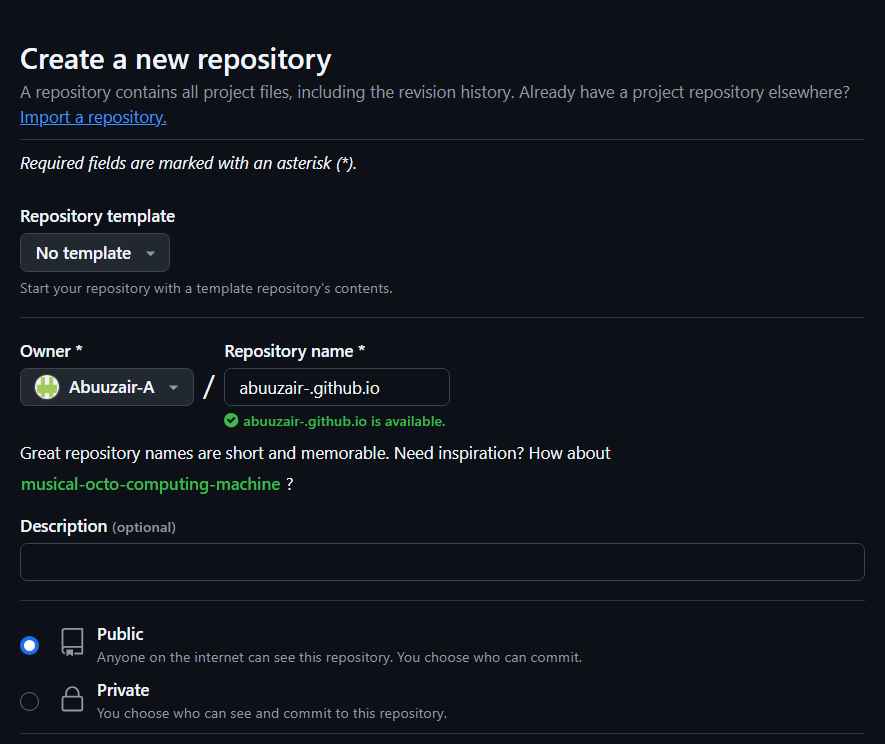 Create a new repository
A repository contains all project files, including the revision history. Already have a project repository elsewhere?
Import a repository.
Required fields are marked with an asterisk (*).
Repository template
No template
Start your repository with a template repository's contents.
Owner *
Repository name *
Abuuzair-A
/
abuuzair-.github.io
abuuzair-.github.io is available.
Great repository names are short and memorable. Need inspiration? How about
musical-octo-computing-machine ?
Description (optional)
Public
Anyone on the internet can see this repository. You choose who can commit.
Private
You choose who can see and commit to this repository.